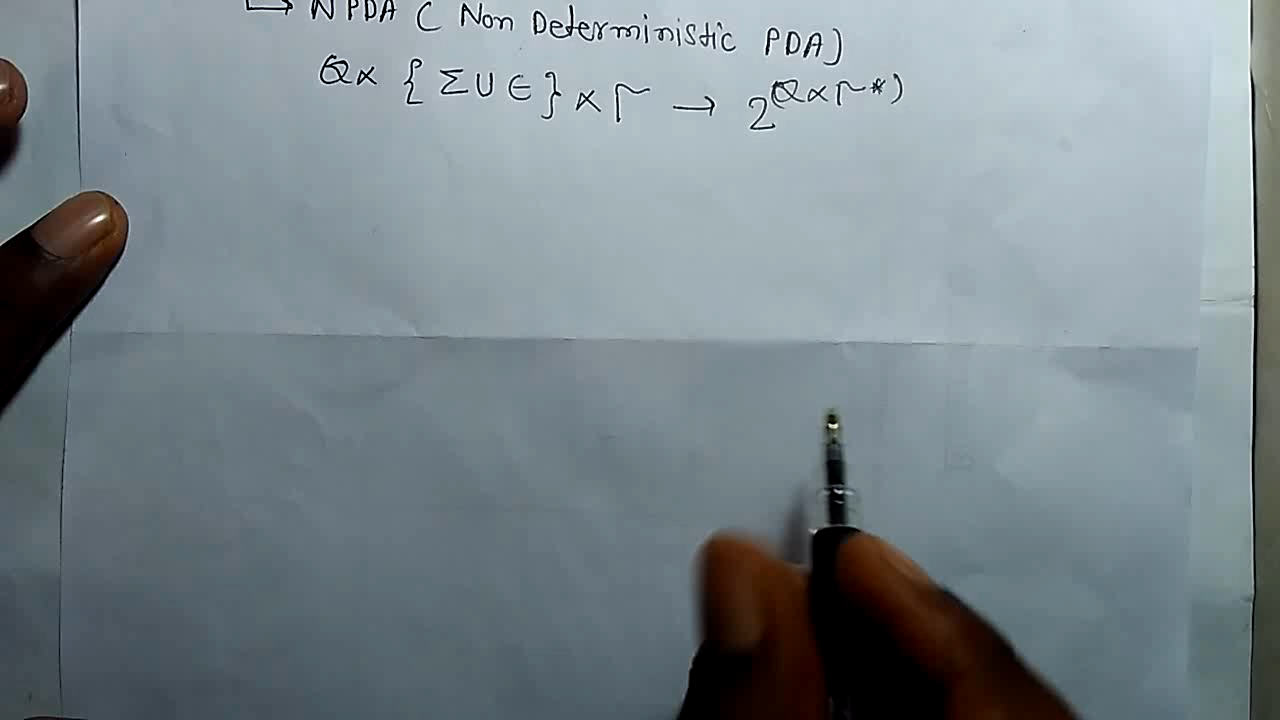 ↳ NPDA ( Non Deterministic PDA)
Q× { Σ ∪ ∈ } × Γ → 2^(Q×Γ*)